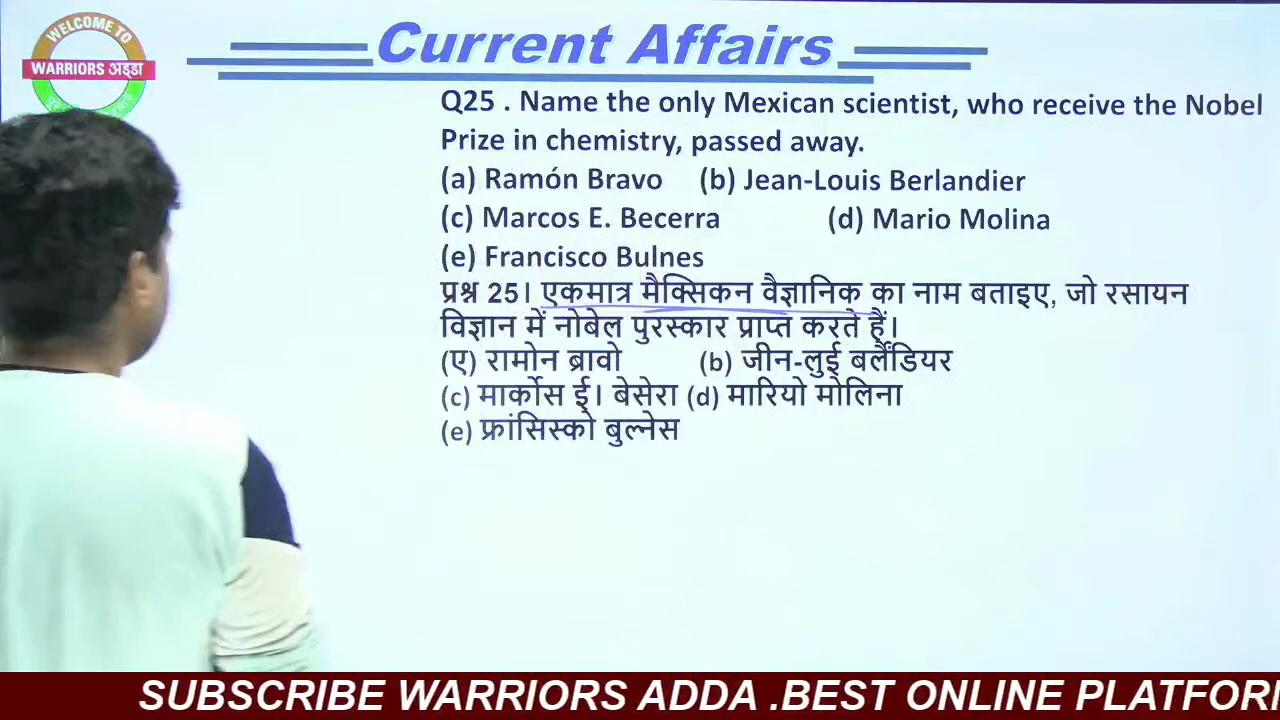 WELCOME TO
WARRIORS अड्डा
Current Affairs
Q25 . Name the only Mexican scientist, who receive the Nobel
Prize in chemistry, passed away.
(a) Ramón Bravo (b) Jean-Louis Berlandier
(c) Marcos E. Becerra (d) Mario Molina
(e) Francisco Bulnes
प्रश्न 25। एकमात्र मैक्सिकन वैज्ञानिक का नाम बताइए, जो रसायन
विज्ञान में नोबेल पुरस्कार प्राप्त करते हैं।
(ए) रामोन ब्रावो (b) जीन-लुई बर्लैंडियर
(c) मार्कोस ई। बेसेरा (d) मारियो मोलिना
(e) फ्रांसिस्को बुल्नेस
SUBSCRIBE WARRIORS ADDA .BEST ONLINE PLATFOR